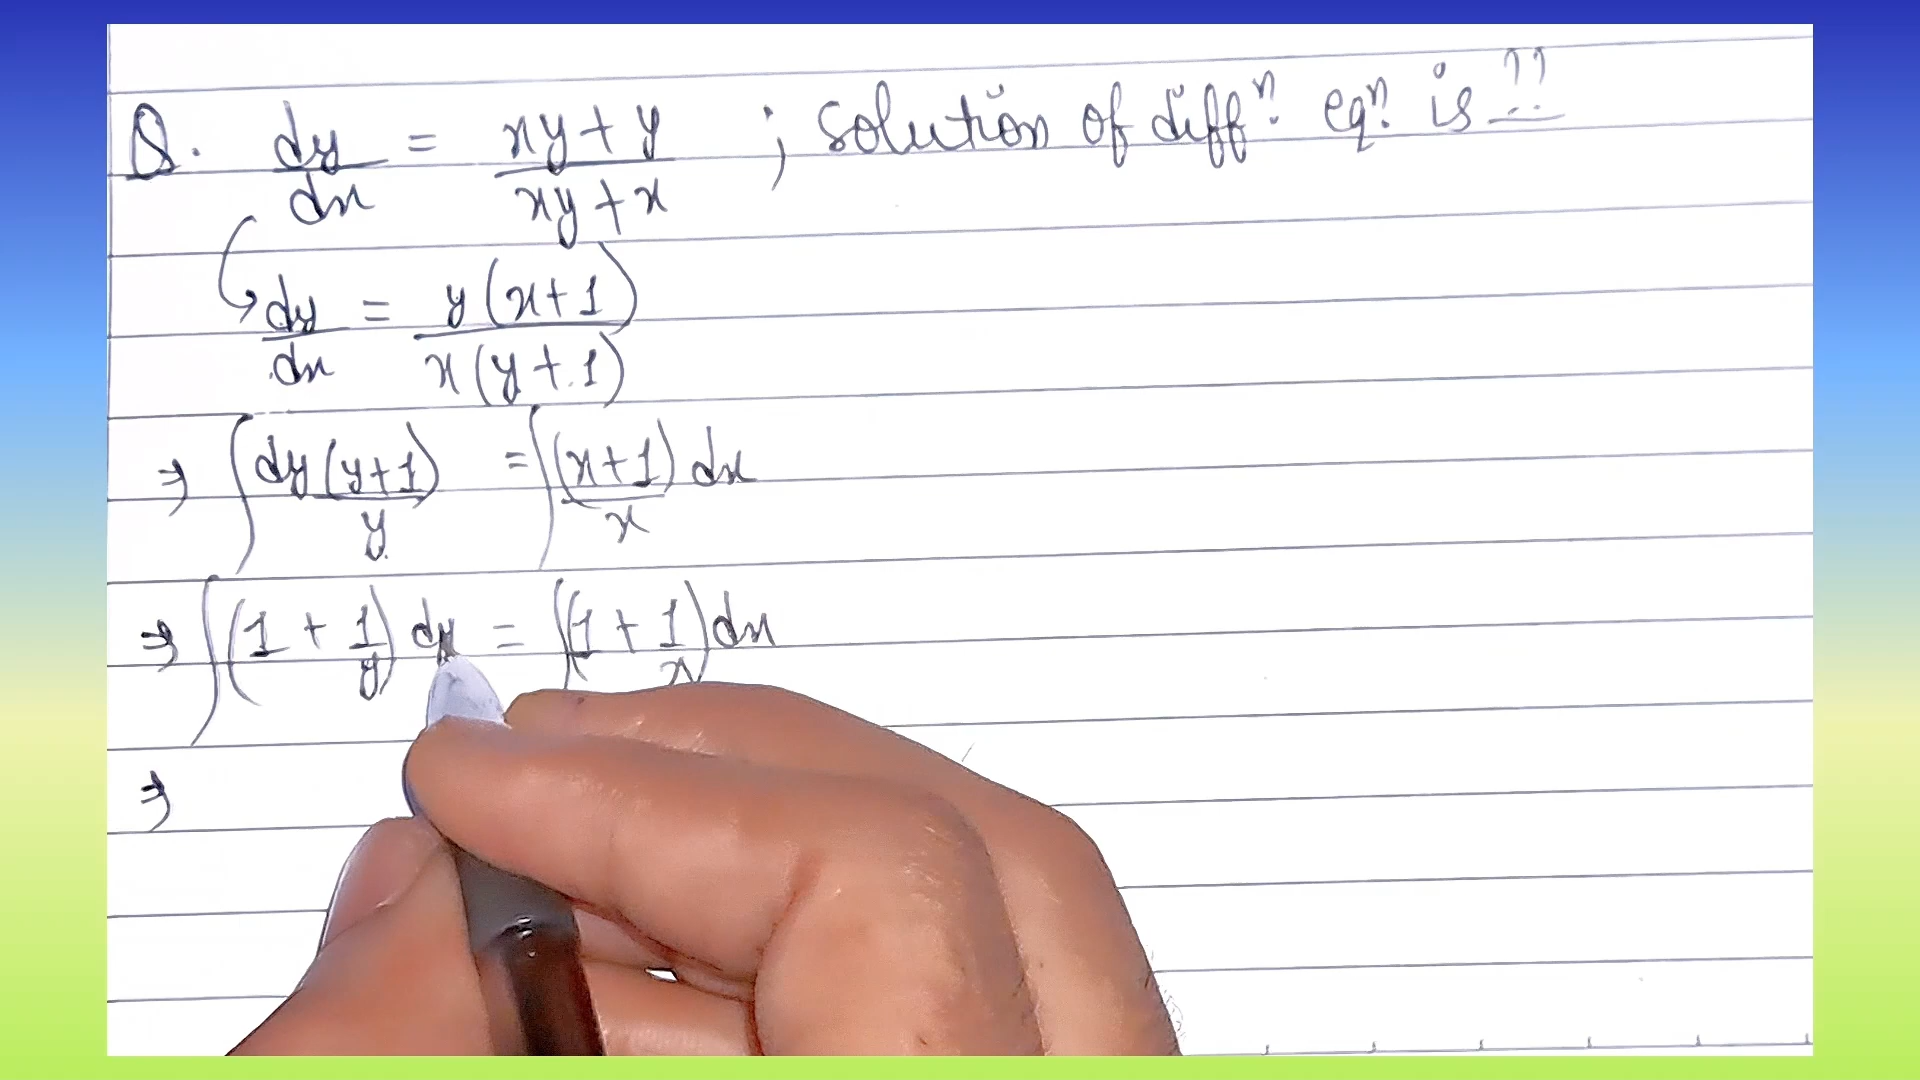 Q. dy/dx = xy+y/xy+x ; solution of diffⁿ. eqⁿ. is ??
dy/dx = y(x+1)/x(y+1)
⇒ ∫ dy(y+1)/y = ∫ (x+1)/x dx
⇒ ∫ (1 + 1/y) dy = ∫ (1 + 1/x) dx
⇒